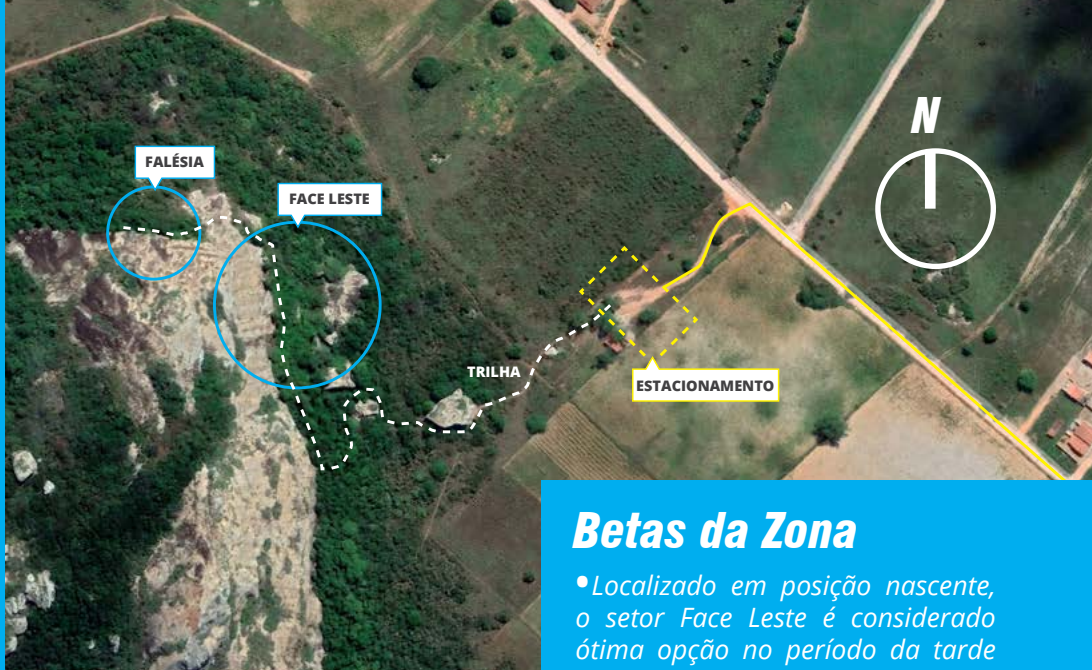 N
FALÉSIA
FACE LESTE
TRILHA
ESTACIONAMENTO
Betas da Zona
•Localizado em posição nascente,
o setor Face Leste é considerado
ótima opção no período da tarde